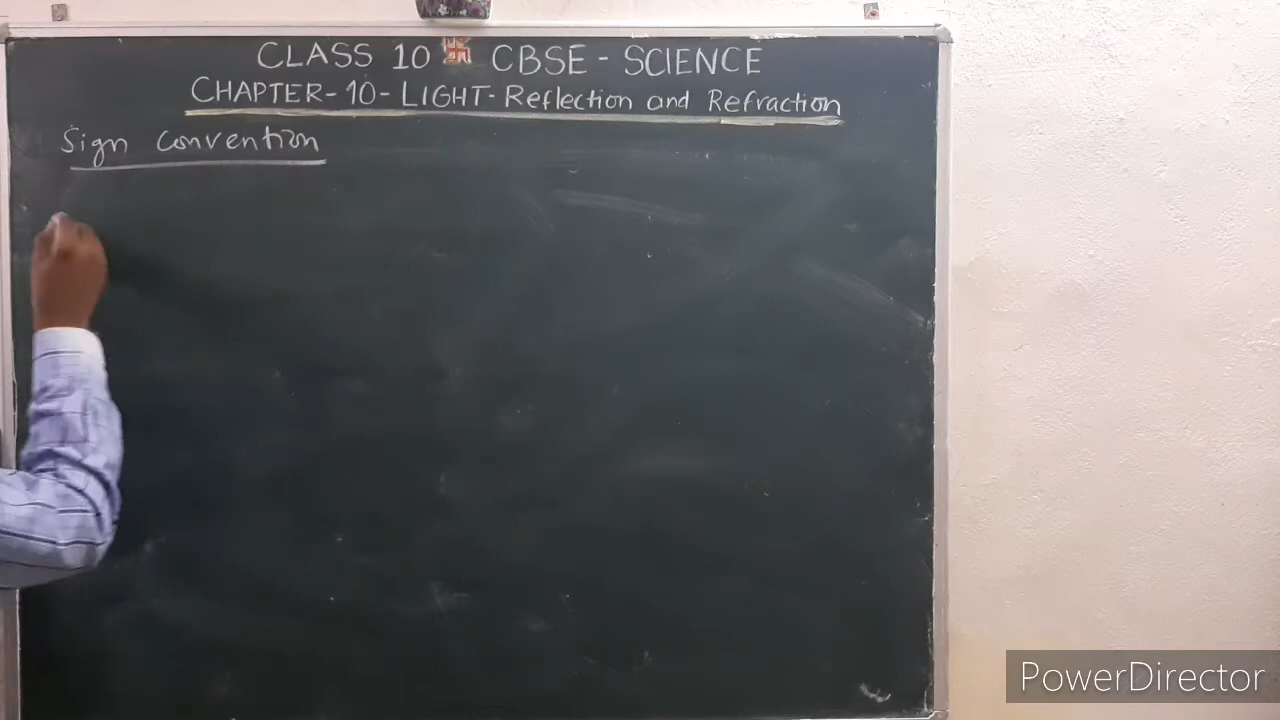 CLASS 10 CBSE - SCIENCE
CHAPTER-10-LIGHT-Reflection and Refraction
Sign convention
PowerDirector